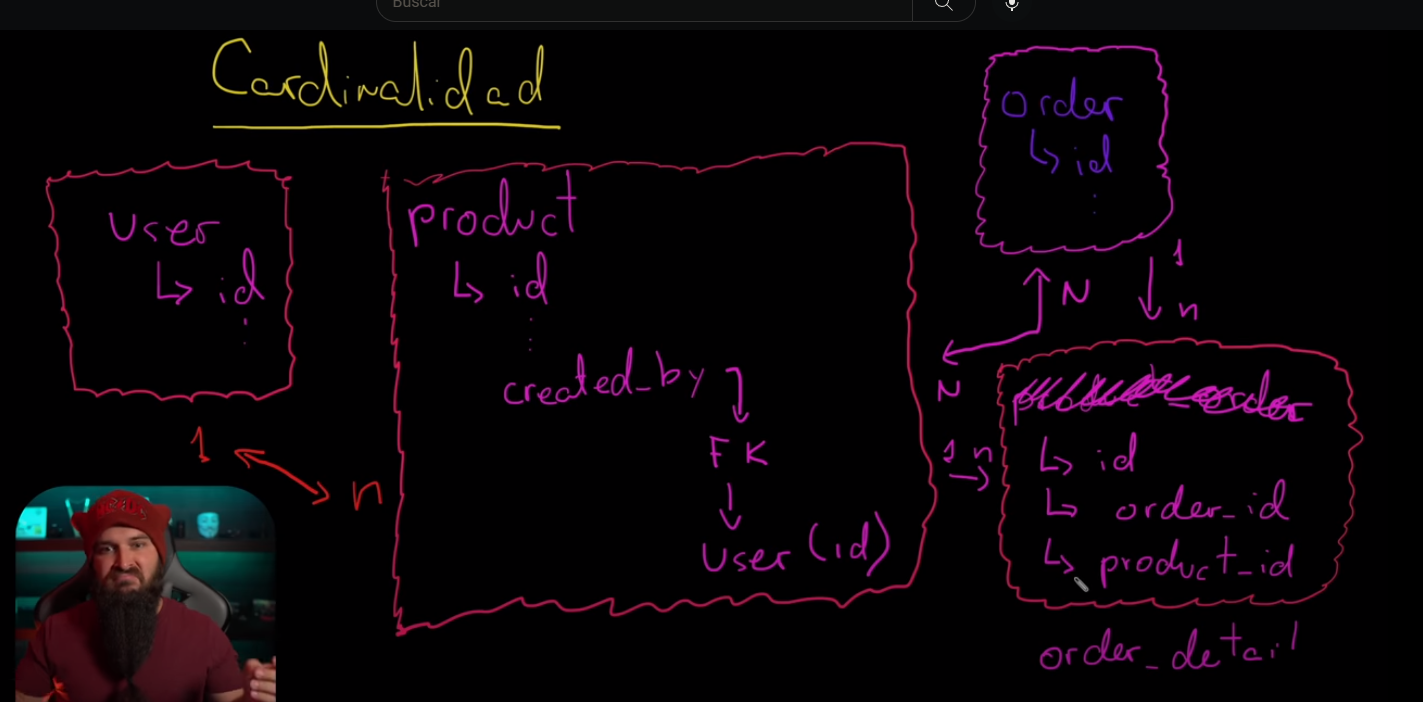 Buscar
Cardinalidad
user
↳ id
1
n
product
↳ id
created_by
FK
↓
user (id)
order
↳ id
N
1
n
N
1 n
product_order
↳ id
↳ order_id
↳ product_id
order_detail